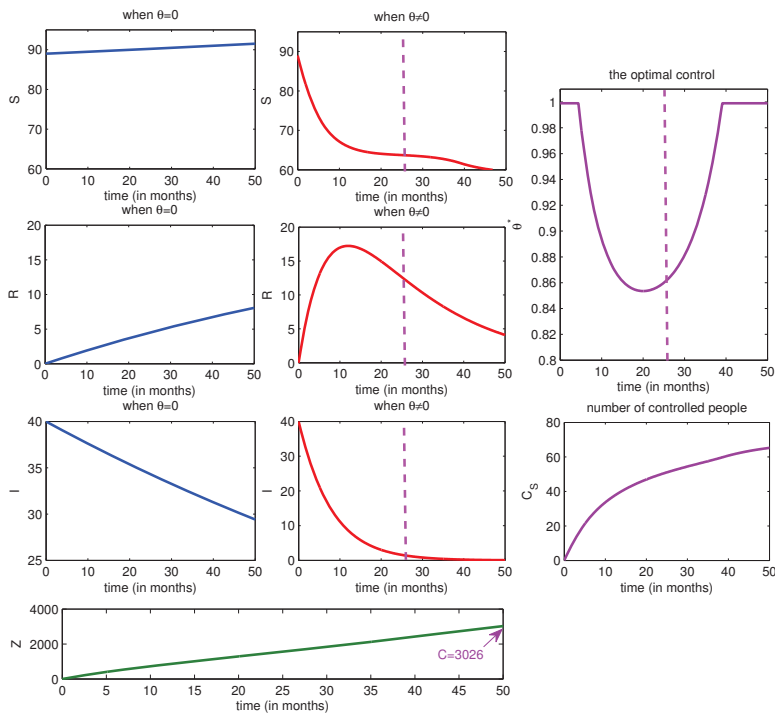 when θ=0
90
80
70
60
S
0 10 20 30 40 50
time (in months)
when θ≠0
90
80
70
60
S
0 10 20 30 40 50
time (in months)
the optimal control
1
0.98
0.96
0.94
0.92
0.9
0.88
0.86
0.84
0.82
0.8
θ*
0 10 20 30 40 50
time (in months)
when θ=0
20
15
10
5
0
R
0 10 20 30 40 50
time (in months)
when θ≠0
20
15
10
5
0
R
0 10 20 30 40 50
time (in months)
when θ=0
40
35
30
25
I
0 10 20 30 40 50
time (in months)
when θ≠0
40
30
20
10
0
I
0 10 20 30 40 50
time (in months)
number of controlled people
80
60
40
20
0
C_S
0 10 20 30 40 50
time (in months)
4000
2000
0
Z
C=3026
0 5 10 15 20 25 30 35 40 45 50
time (in months)